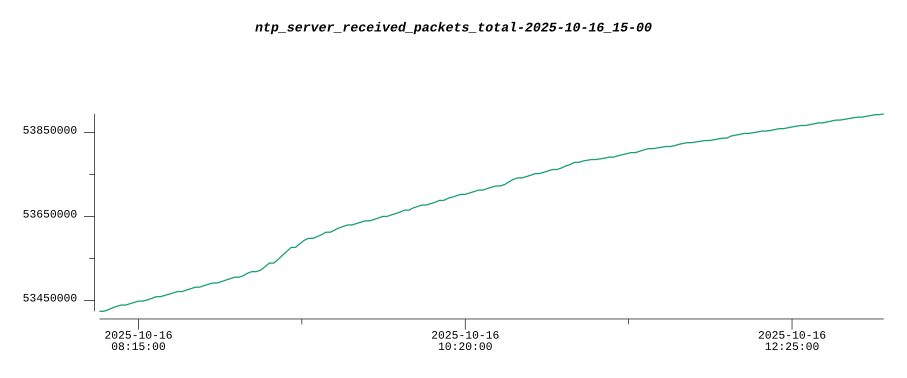 ntp_server_received_packets_total-2025-10-16_15-00
53850000
53650000
53450000
2025-10-16 2025-10-16 2025-10-16
08:15:00 10:20:00 12:25:00